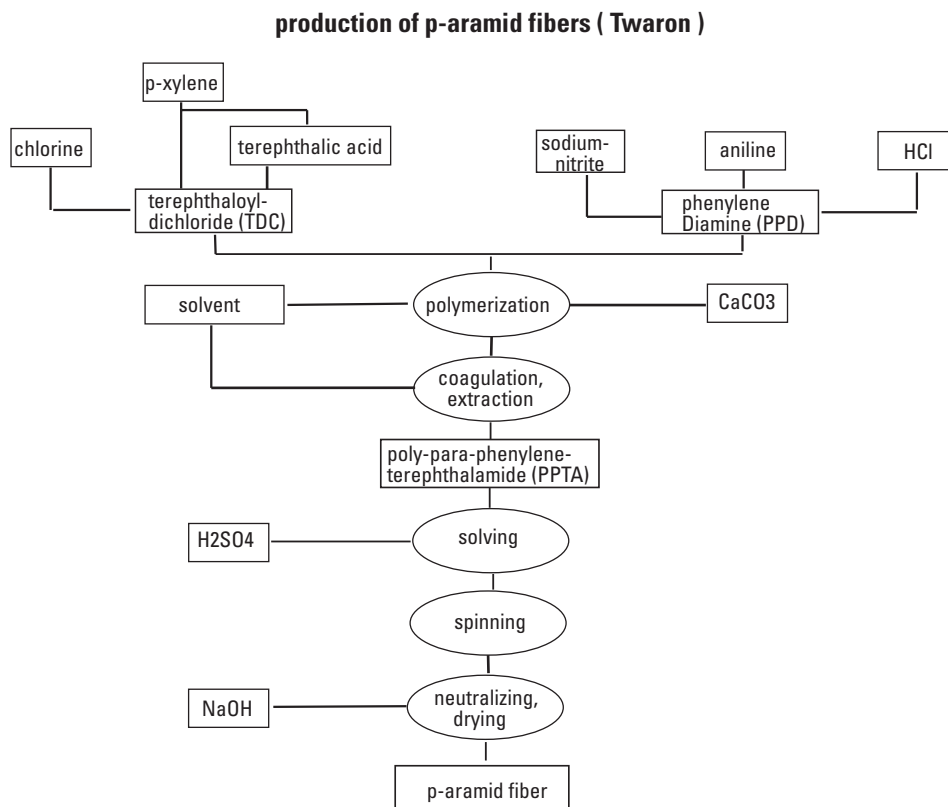 production of p-aramid fibers ( Twaron )
p-xylene
chlorine
terephthalic acid
sodium-
nitrite
aniline
HCl
terephthaloyl-
dichloride (TDC)
phenylene
Diamine (PPD)
solvent
polymerization
CaCO3
coagulation,
extraction
poly-para-phenylene-
terephthalamide (PPTA)
H2SO4
solving
spinning
NaOH
neutralizing,
drying
p-aramid fiber